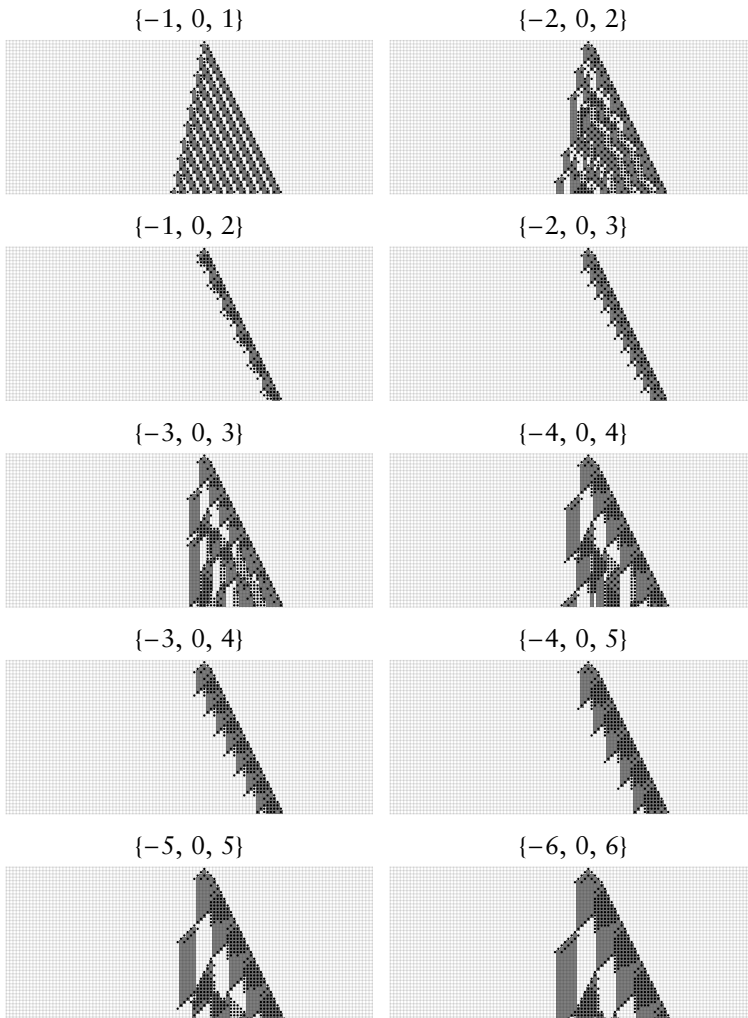 {−1, 0, 1} {−2, 0, 2}
{−1, 0, 2} {−2, 0, 3}
{−3, 0, 3} {−4, 0, 4}
{−3, 0, 4} {−4, 0, 5}
{−5, 0, 5} {−6, 0, 6}